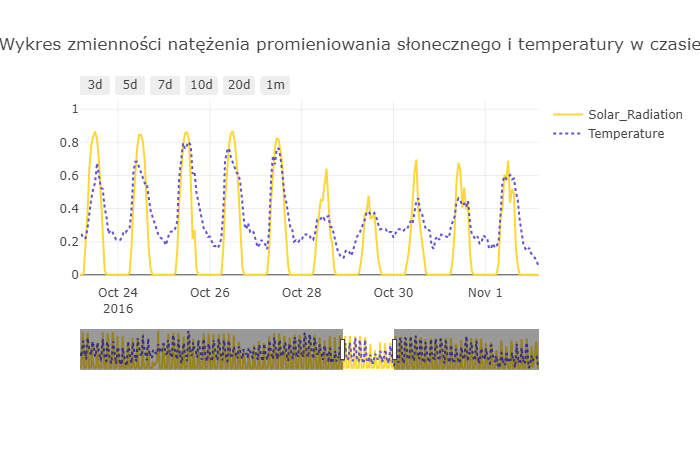 Wykres zmienności natężenia promieniowania słonecznego i temperatury w czasie
3d 5d 7d 10d 20d 1m
Solar_Radiation
Temperature
1
0.8
0.6
0.4
0.2
0
Oct 24 Oct 26 Oct 28 Oct 30 Nov 1
2016